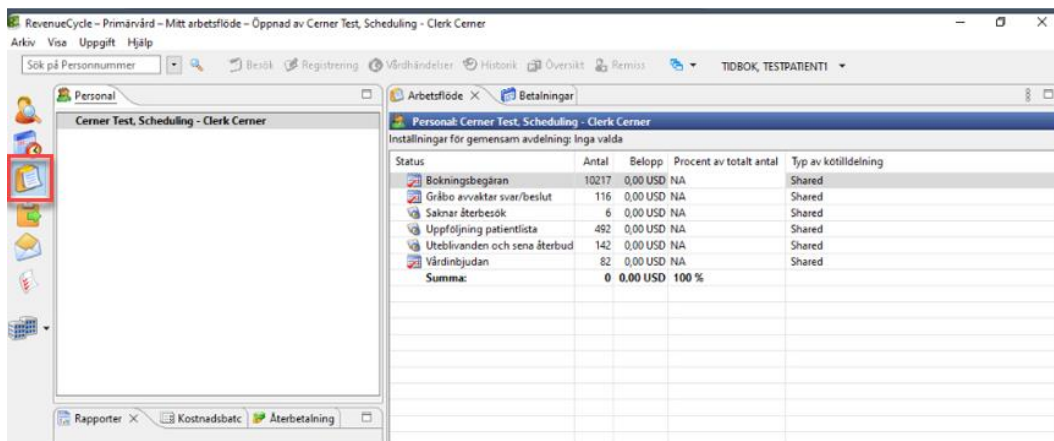 RevenueCycle – Primärvård – Mitt arbetsflöde – Öppnad av Cerner Test, Scheduling - Clerk Cerner
Arkiv Visa Uppgift Hjälp
Sök på Personnummer Besök Registrering Vårdhändelser Historik Översikt Remiss TIDBOK, TESTPATIENT1
Personal
Cerner Test, Scheduling - Clerk Cerner
Arbetsflöde Betalningar
Personal: Cerner Test, Scheduling - Clerk Cerner
Inställningar för gemensam avdelning: Inga valda
Status Antal Belopp Procent av totalt antal Typ av kötilldelning
Bokningsbegäran 10217 0,00 USD NA Shared
Gråbo avvaktar svar/beslut 116 0,00 USD NA Shared
Saknar återbesök 6 0,00 USD NA Shared
Uppföljning patientlista 492 0,00 USD NA Shared
Uteblivanden och sena återbud 142 0,00 USD NA Shared
Vårdinbjudan 82 0,00 USD NA Shared
Summa: 0 0,00 USD 100 %
Rapporter Kostnadsbatc Återbetalning